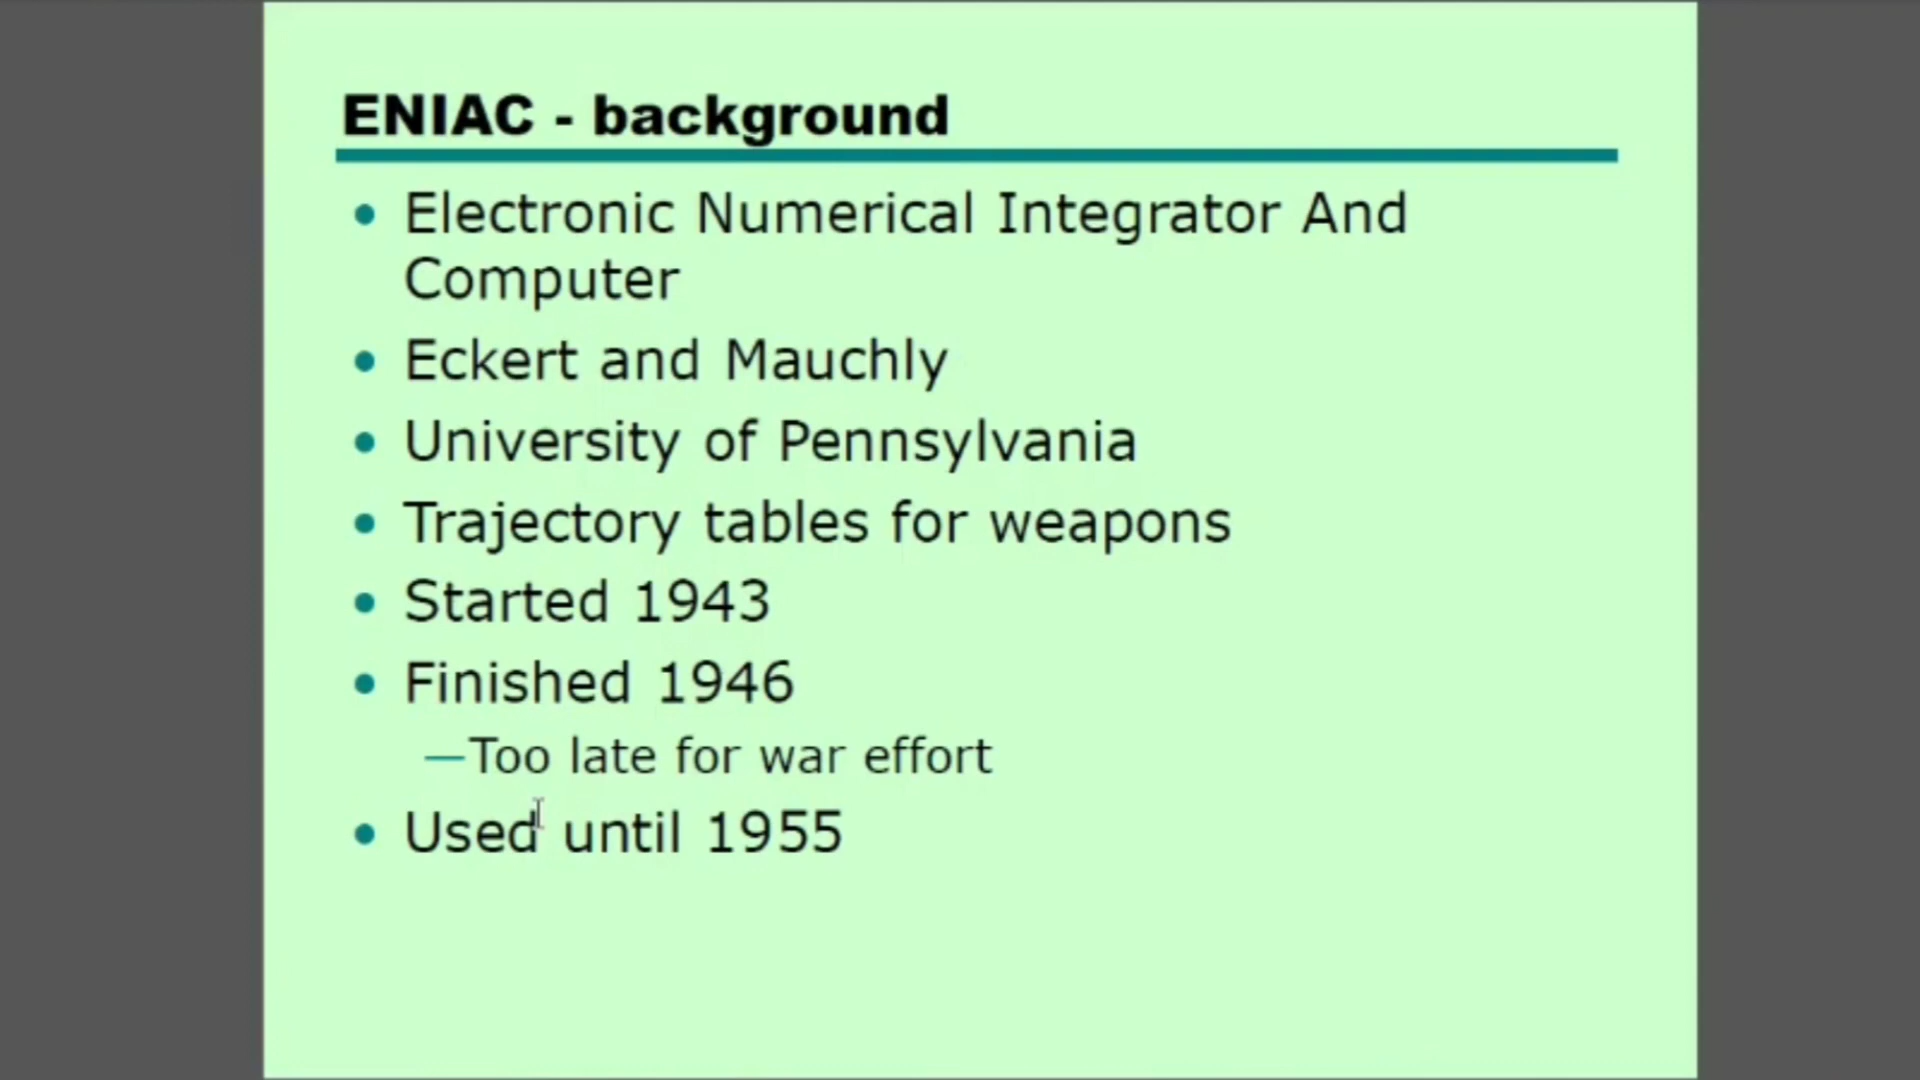 ENIAC - background
• Electronic Numerical Integrator And
Computer
• Eckert and Mauchly
• University of Pennsylvania
• Trajectory tables for weapons
• Started 1943
• Finished 1946
—Too late for war effort
• Used until 1955